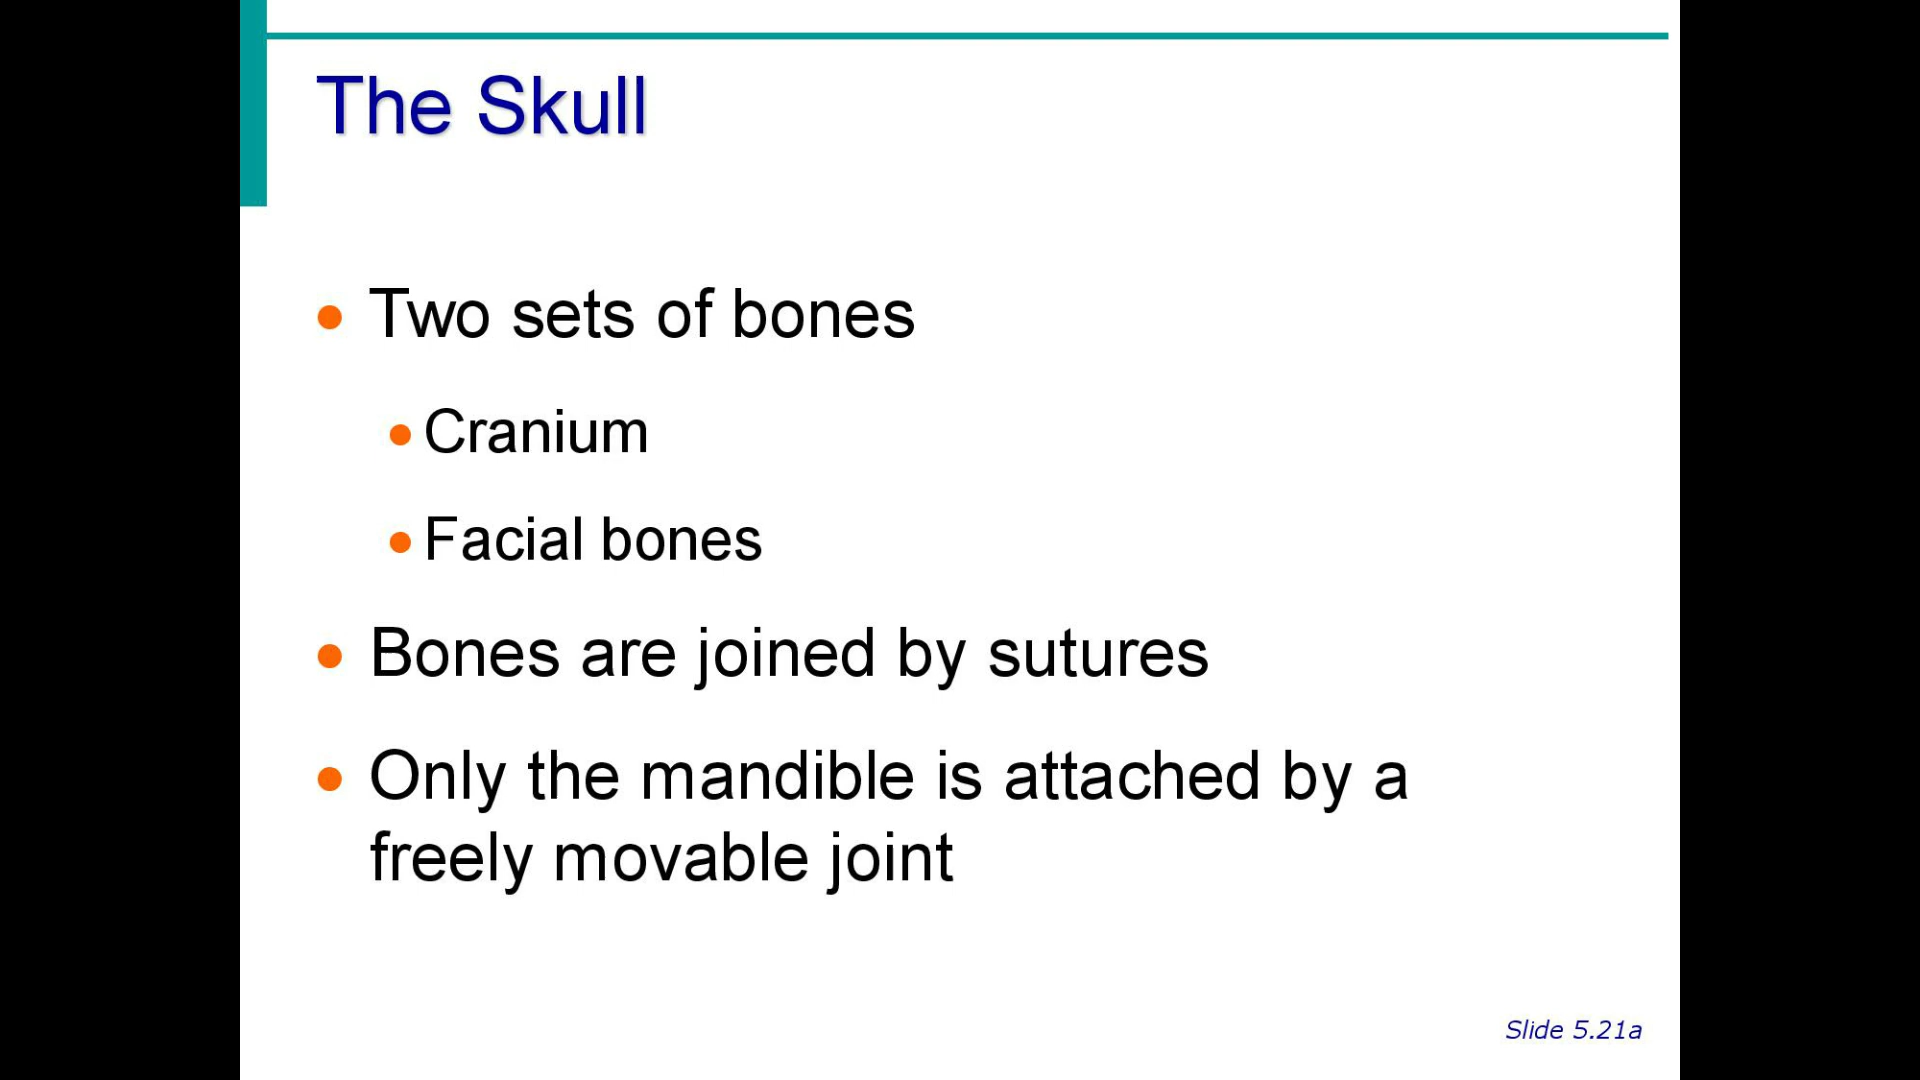 The Skull
Two sets of bones
Cranium
Facial bones
Bones are joined by sutures
Only the mandible is attached by a
freely movable joint
Slide 5.21a